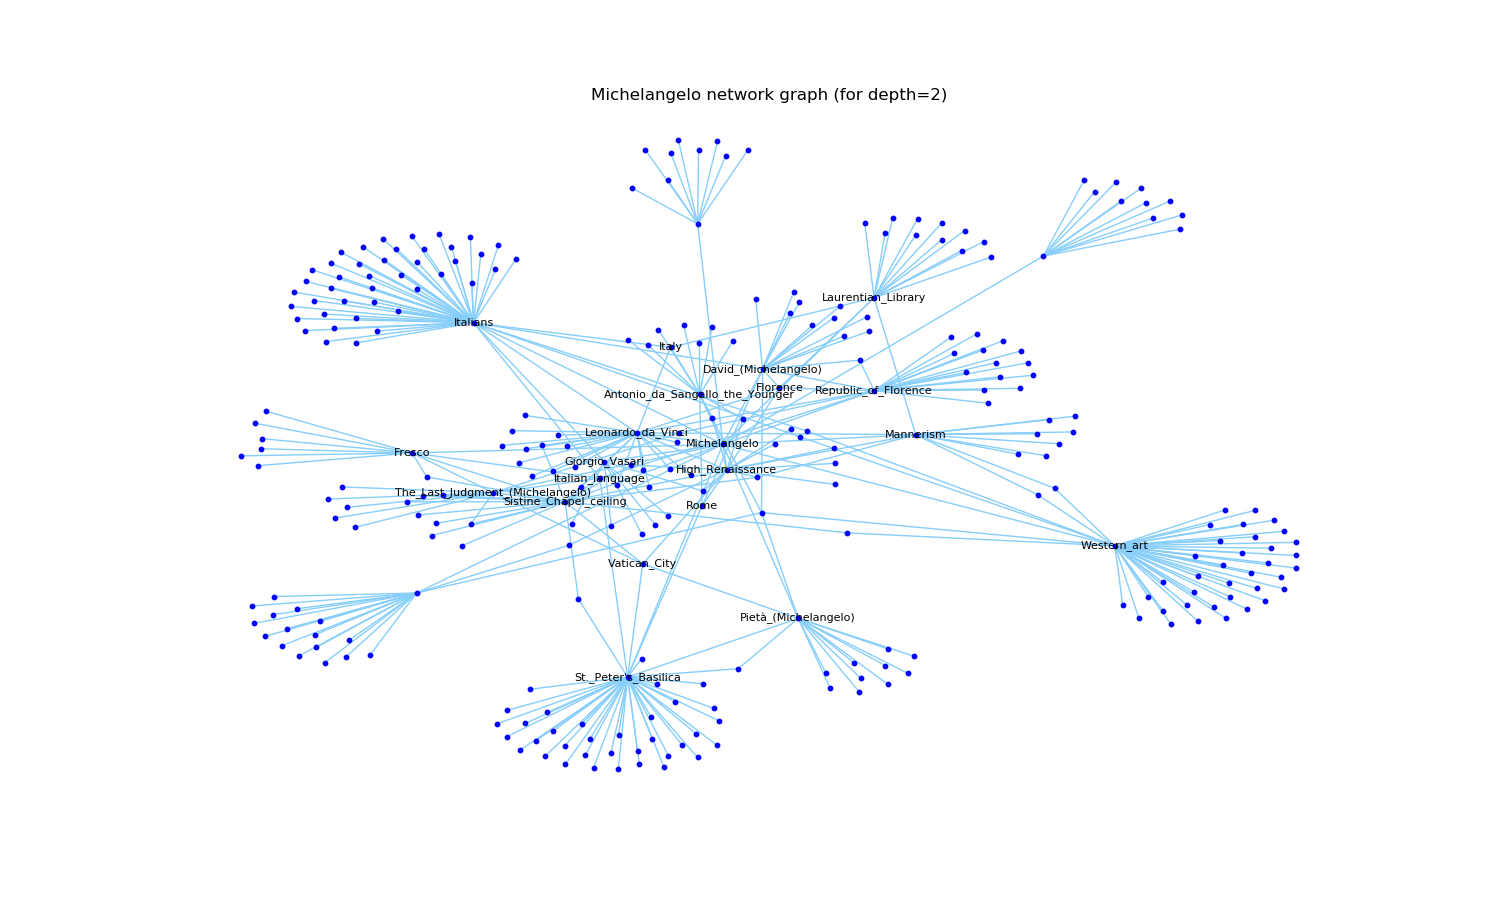 Michelangelo network graph (for depth=2)
Laurentian_Library
Italians
Italy
David_(Michelangelo)
Florence
Republic_of_Florence
Antonio_da_Sangallo_the_Younger
Leonardo_da_Vinci
Mannerism
Michelangelo
Fresco
Giorgio_Vasari
High_Renaissance
Italian_language
The_Last_Judgment_(Michelangelo)
Sistine_Chapel_ceiling
Rome
Western_art
Vatican_City
Pietà_(Michelangelo)
St._Peter's_Basilica